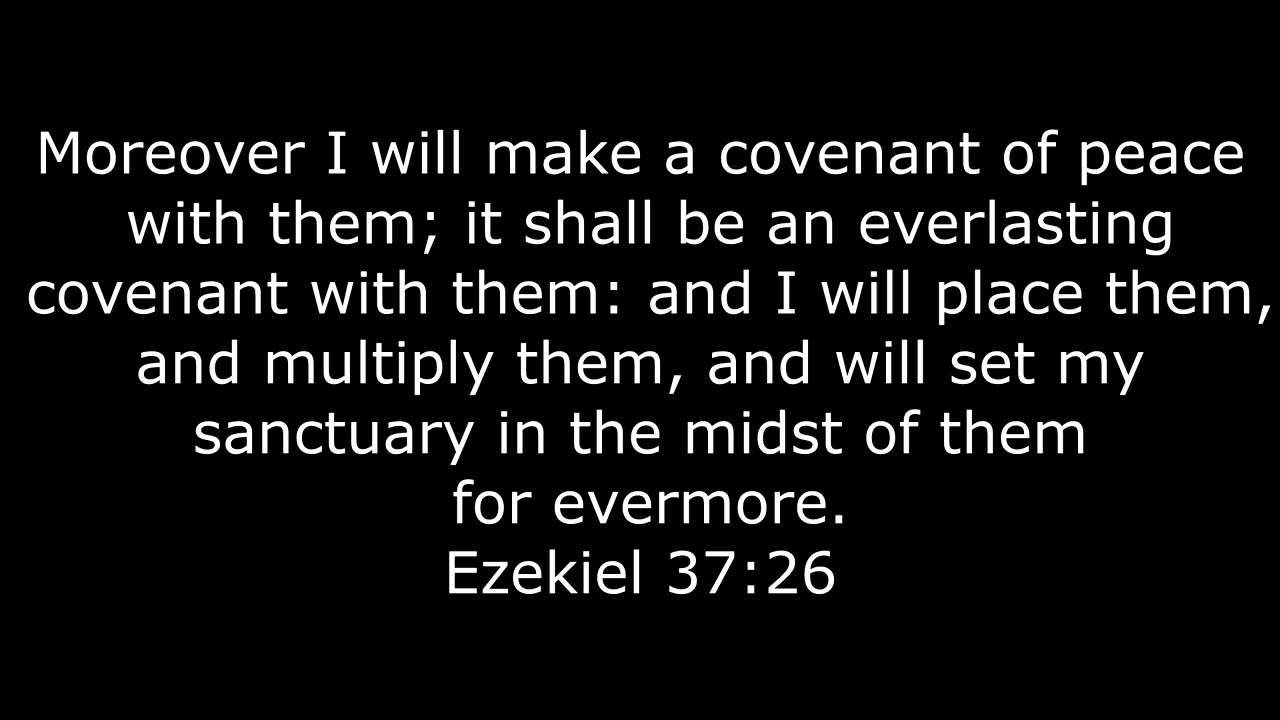 Moreover I will make a covenant of peace
with them; it shall be an everlasting
covenant with them: and I will place them,
and multiply them, and will set my
sanctuary in the midst of them
for evermore.
Ezekiel 37:26